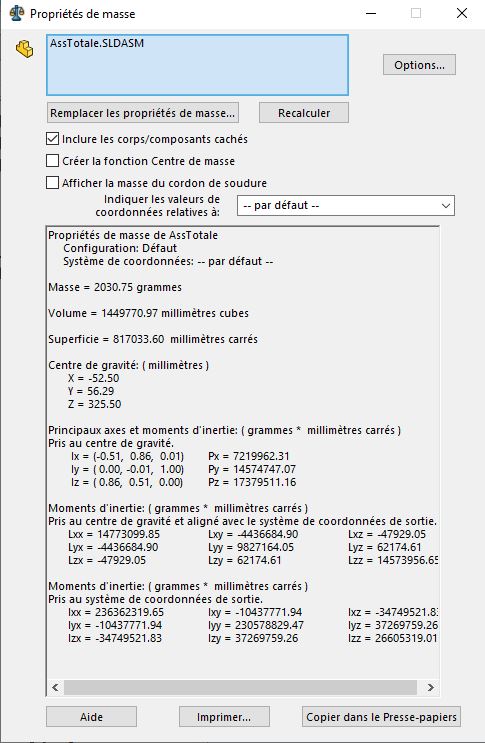 Propriétés de masse
AssTotale.SLDASM
Options...
Remplacer les propriétés de masse...
Recalculer
Inclure les corps/composants cachés
Créer la fonction Centre de masse
Afficher la masse du cordon de soudure
Indiquer les valeurs de
coordonnées relatives à:
-- par défaut --
Propriétés de masse de AssTotale
Configuration: Défaut
Système de coordonnées: -- par défaut --
Masse = 2030.75 grammes
Volume = 1449770.97 millimètres cubes
Superficie = 817033.60 millimètres carrés
Centre de gravité: ( millimètres )
X = -52.50
Y = 56.29
Z = 325.50
Principaux axes et moments d'inertie: ( grammes * millimètres carrés )
Pris au centre de gravité.
Ix = (-0.51, 0.86, 0.01) Px = 7219962.31
Iy = ( 0.00, -0.01, 1.00) Py = 14574747.07
Iz = ( 0.86, 0.51, 0.00) Pz = 17379511.16
Moments d'inertie: ( grammes * millimètres carrés )
Pris au centre de gravité et aligné avec le système de coordonnées de sortie.
Lxx = 14773099.85 Lxy = -4436684.90 Lxz = -47929.05
Lyx = -4436684.90 Lyy = 9827164.05 Lyz = 62174.61
Lzx = -47929.05 Lzy = 62174.61 Lzz = 14573956.65
Moments d'inertie: ( grammes * millimètres carrés )
Pris au système de coordonnées de sortie.
Ixx = 236362319.65 Ixy = -10437771.94 Ixz = -34749521.83
Iyx = -10437771.94 Iyy = 230578829.47 Iyz = 37269759.26
Izx = -34749521.83 Izy = 37269759.26 Izz = 26605319.01
Aide
Imprimer...
Copier dans le Presse-papiers